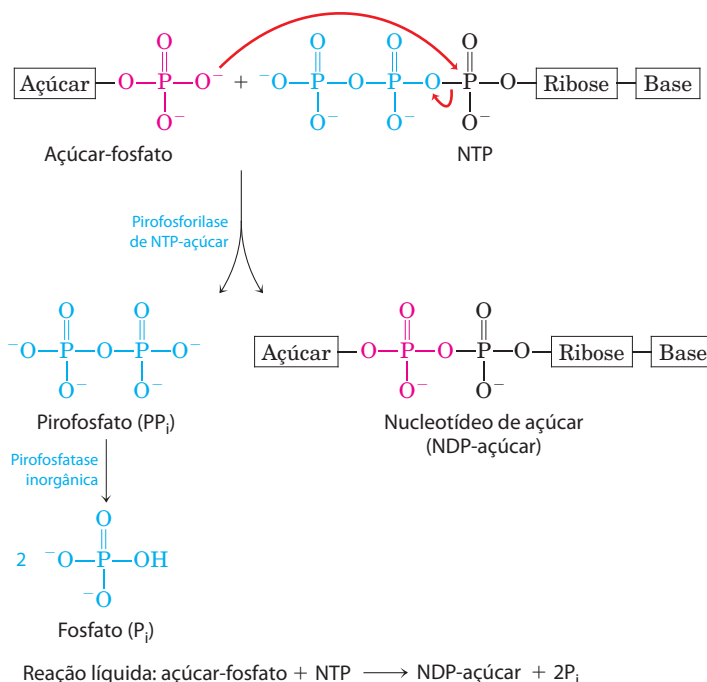 O O O O
Açúcar O P O⁻ + ⁻O P O P O P O Ribose Base
O⁻ O⁻ O⁻ O⁻
Açúcar-fosfato NTP
Pirofosforilase
de NTP-açúcar
O O O O
⁻O P O P O⁻ Açúcar O P O P O Ribose Base
O⁻ O⁻ O⁻ O⁻
Pirofosfato (PPᵢ) Nucleotídeo de açúcar
(NDP-açúcar)
Pirofosfatase
inorgânica
O
2 ⁻O P OH
⁻O
Fosfato (Pᵢ)
Reação líquida: açúcar-fosfato + NTP ⟶ NDP-açúcar + 2Pᵢ